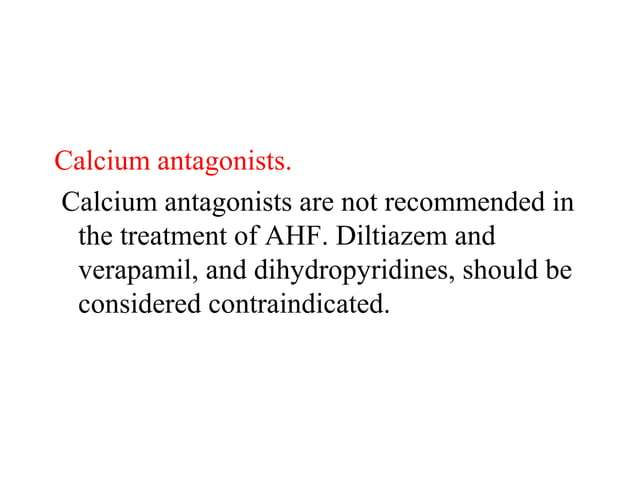 Calcium antagonists.
Calcium antagonists are not recommended in
the treatment of AHF. Diltiazem and
verapamil, and dihydropyridines, should be
considered contraindicated.